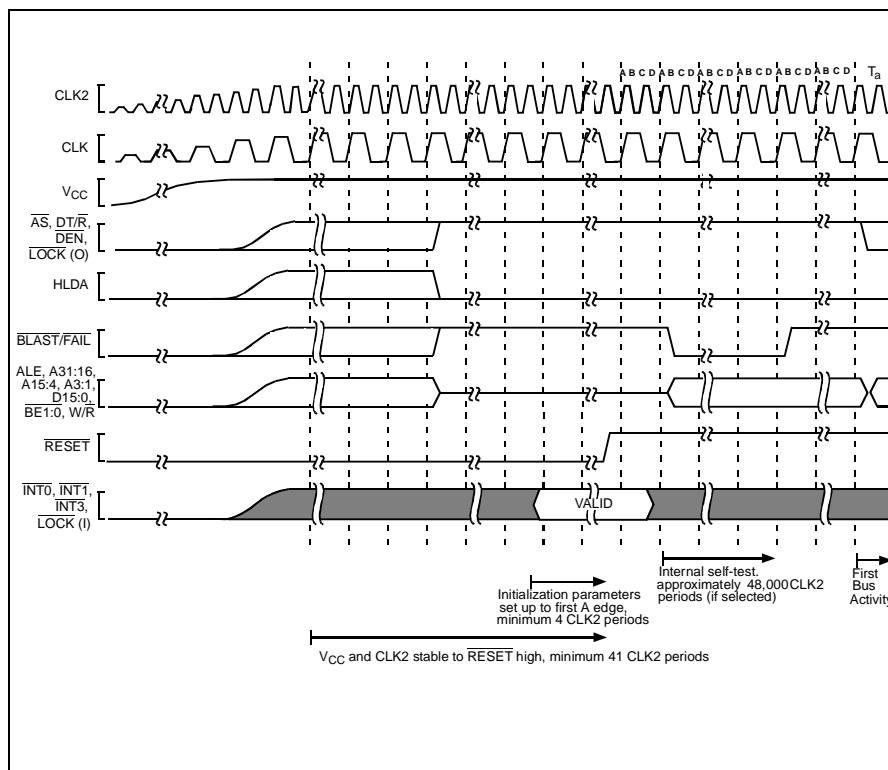 A B C D A B C D A B C D A B C D A B C D A B C D
Ta
CLK2
CLK
VCC
AS, DT/R,
DEN,
LOCK (O)
HLDA
BLAST/FAIL
ALE, A31:16,
A15:4, A3:1,
D15:0,
BE1:0, W/R
RESET
INT0, INT1,
INT3,
LOCK (I)
VALID
Initialization parameters
set up to first A edge,
minimum 4 CLK2 periods
Internal self-test.
approximately 48,000CLK2
periods (if selected)
First
Bus
Activity
VCC and CLK2 stable to RESET high, minimum 41 CLK2 periods